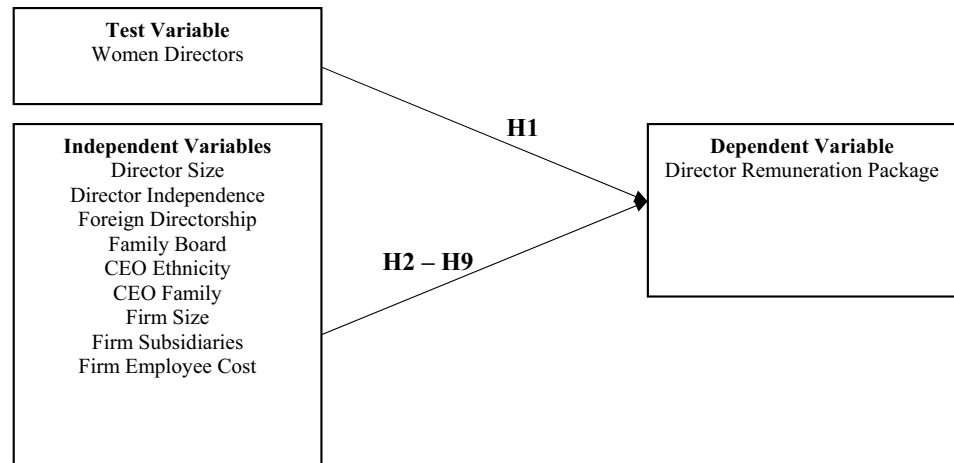 Test Variable
Women Directors
H1
Independent Variables
Director Size
Director Independence
Foreign Directorship
Family Board
CEO Ethnicity
CEO Family
Firm Size
Firm Subsidiaries
Firm Employee Cost
H2 – H9
Dependent Variable
Director Remuneration Package